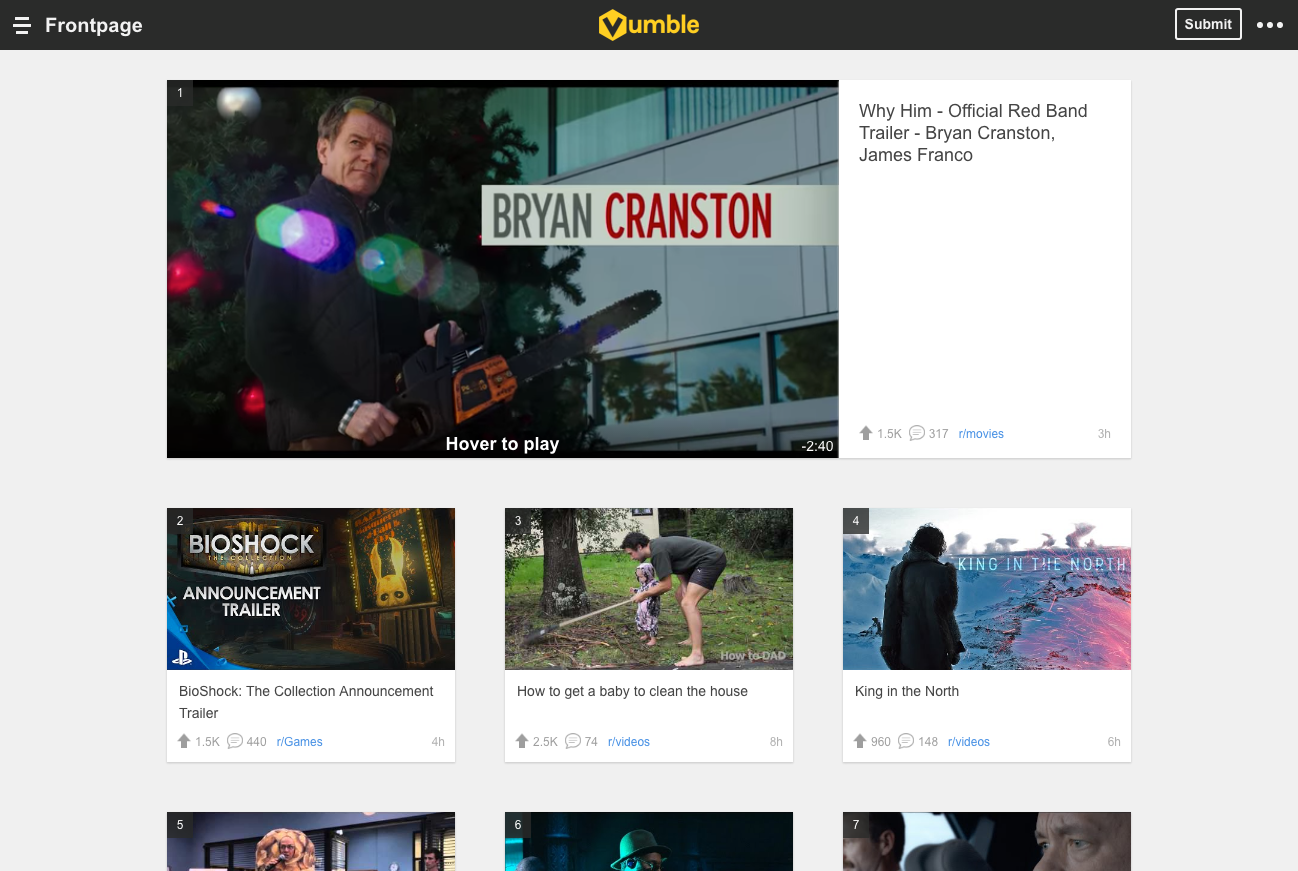 Frontpage
Vumble
Submit
1
BRYAN CRANSTON
Hover to play
-2:40
Why Him - Official Red Band
Trailer - Bryan Cranston,
James Franco
1.5K 317 r/movies 3h
2
BIOSHOCK
THE COLLECTION
ANNOUNCEMENT
TRAILER
BioShock: The Collection Announcement
Trailer
1.5K 440 r/Games 4h
3
How to DAD
How to get a baby to clean the house
2.5K 74 r/videos 8h
4
KING IN THE NORTH
King in the North
960 148 r/videos 6h
5
6
7